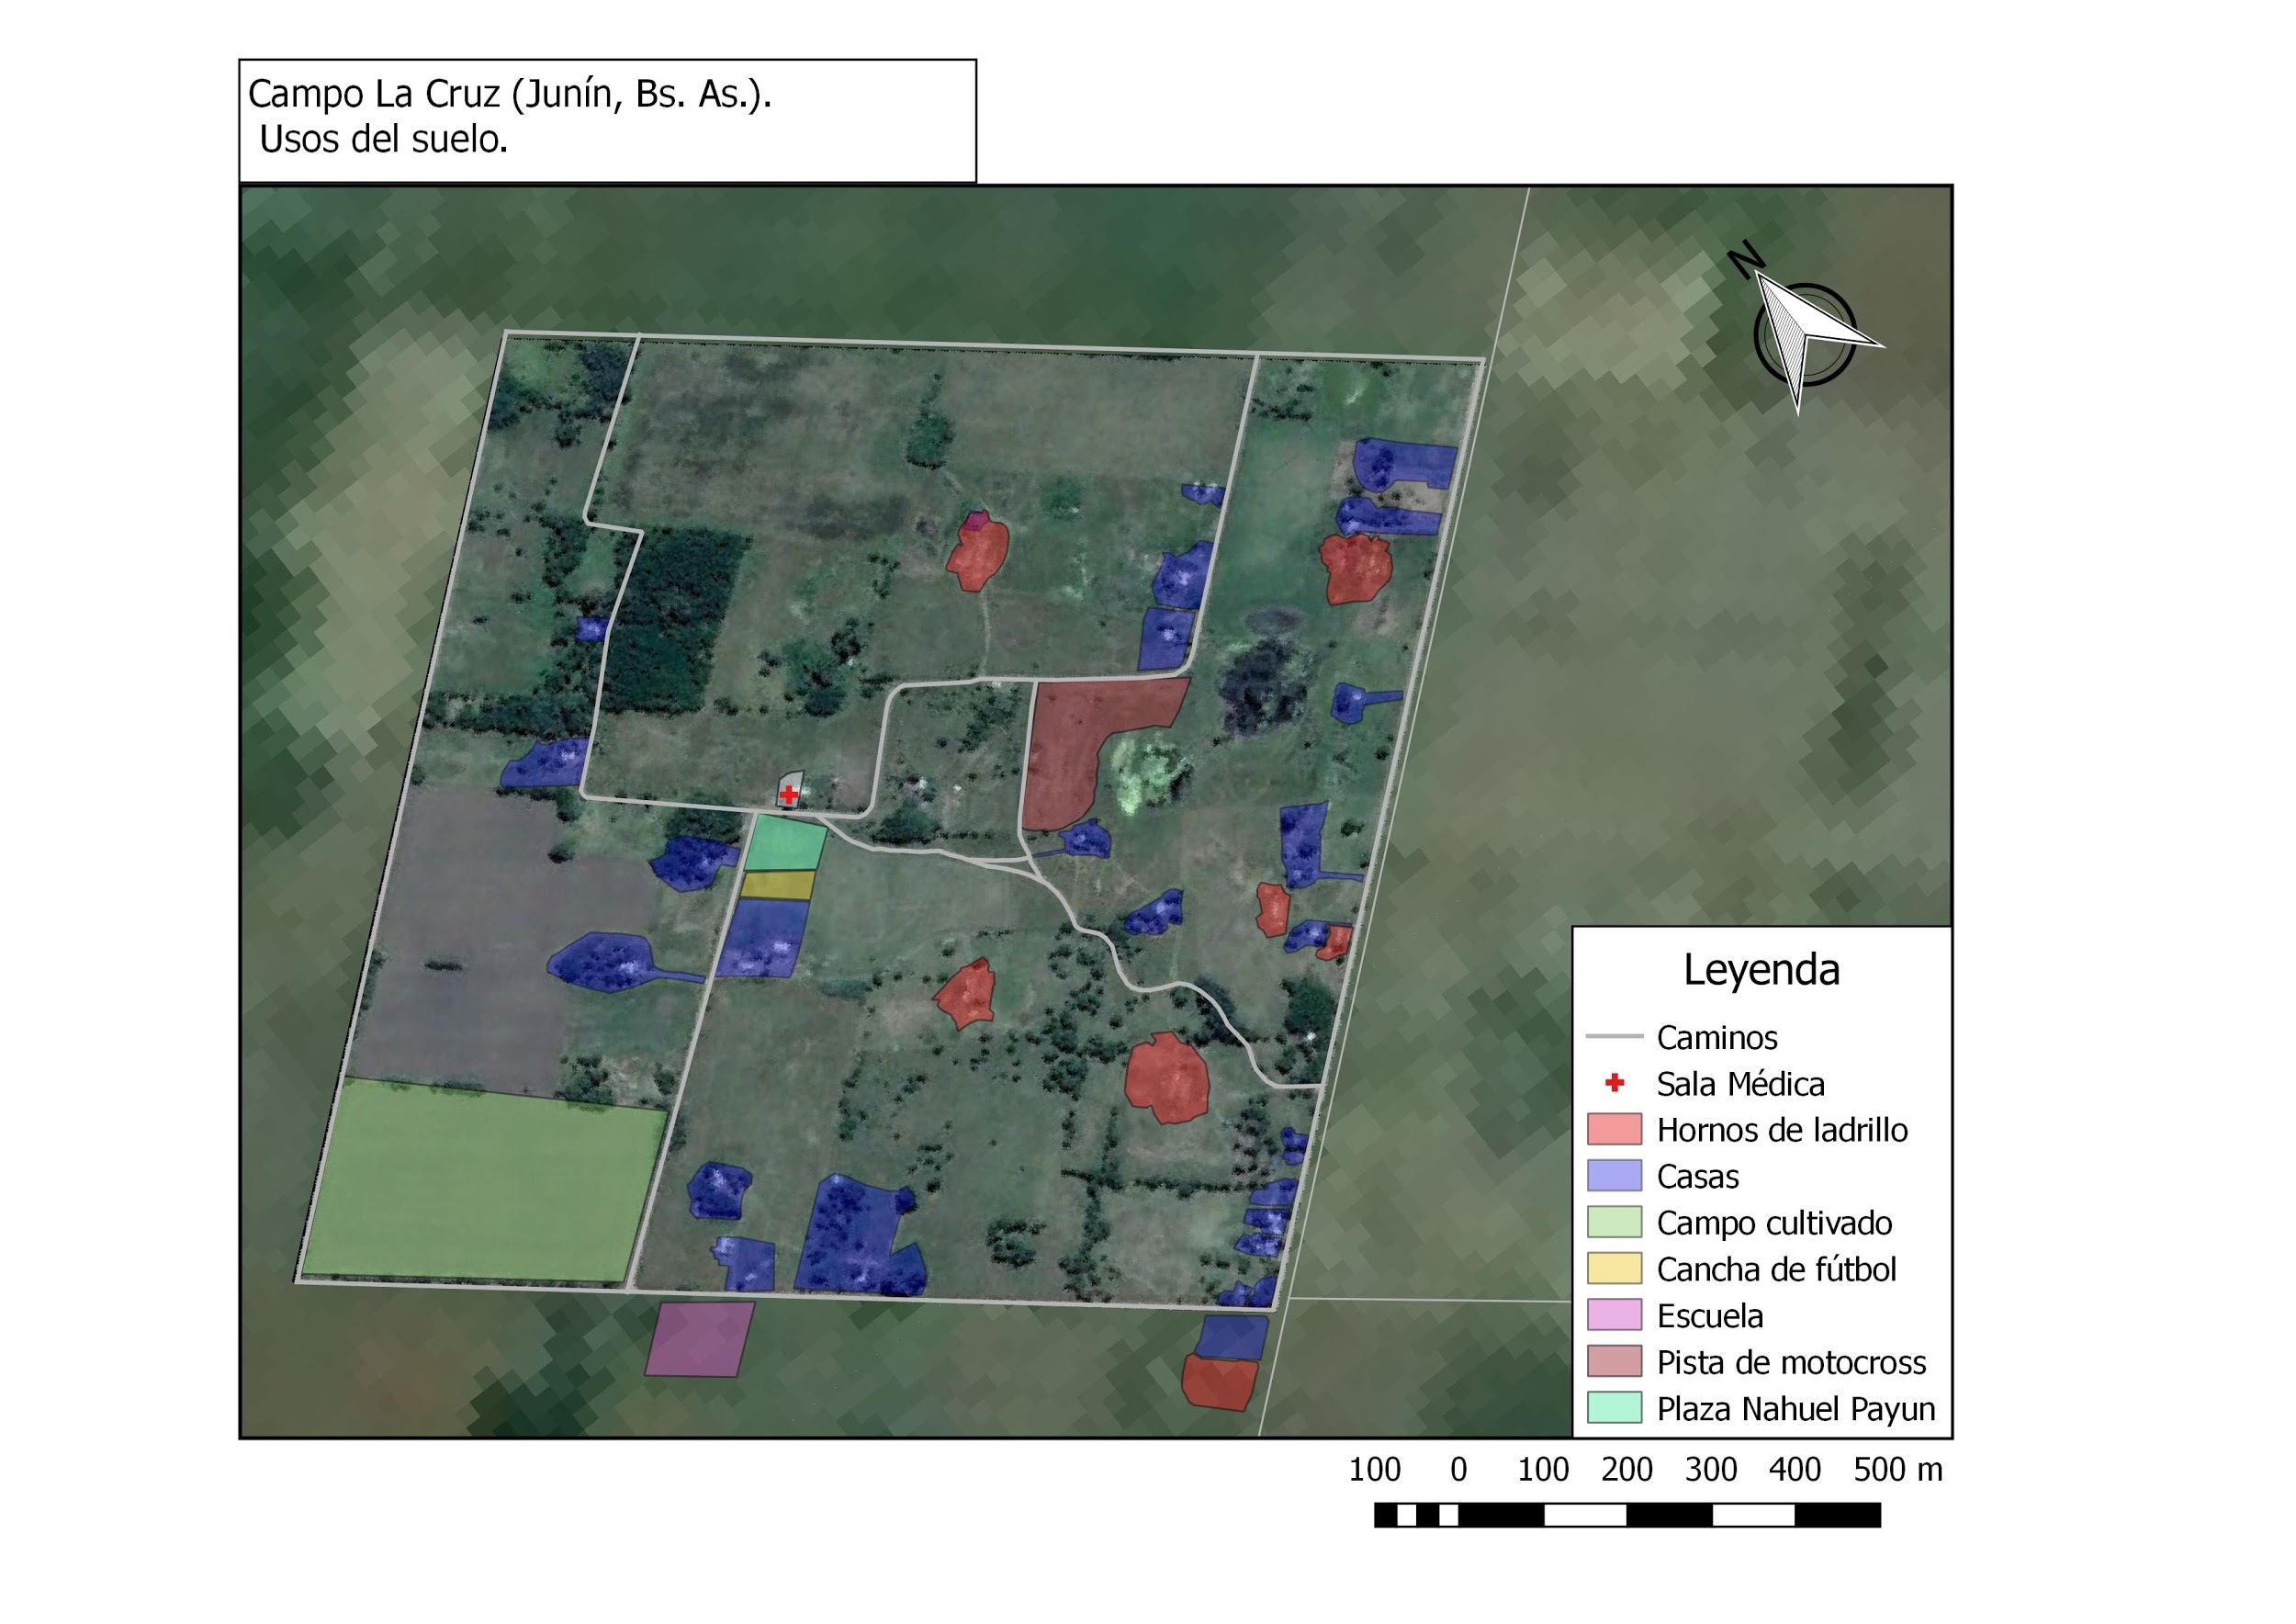 Campo La Cruz (Junín, Bs. As.).
Usos del suelo.
N
Leyenda
Caminos
Sala Médica
Hornos de ladrillo
Casas
Campo cultivado
Cancha de fútbol
Escuela
Pista de motocross
Plaza Nahuel Payun
100 0 100 200 300 400 500 m